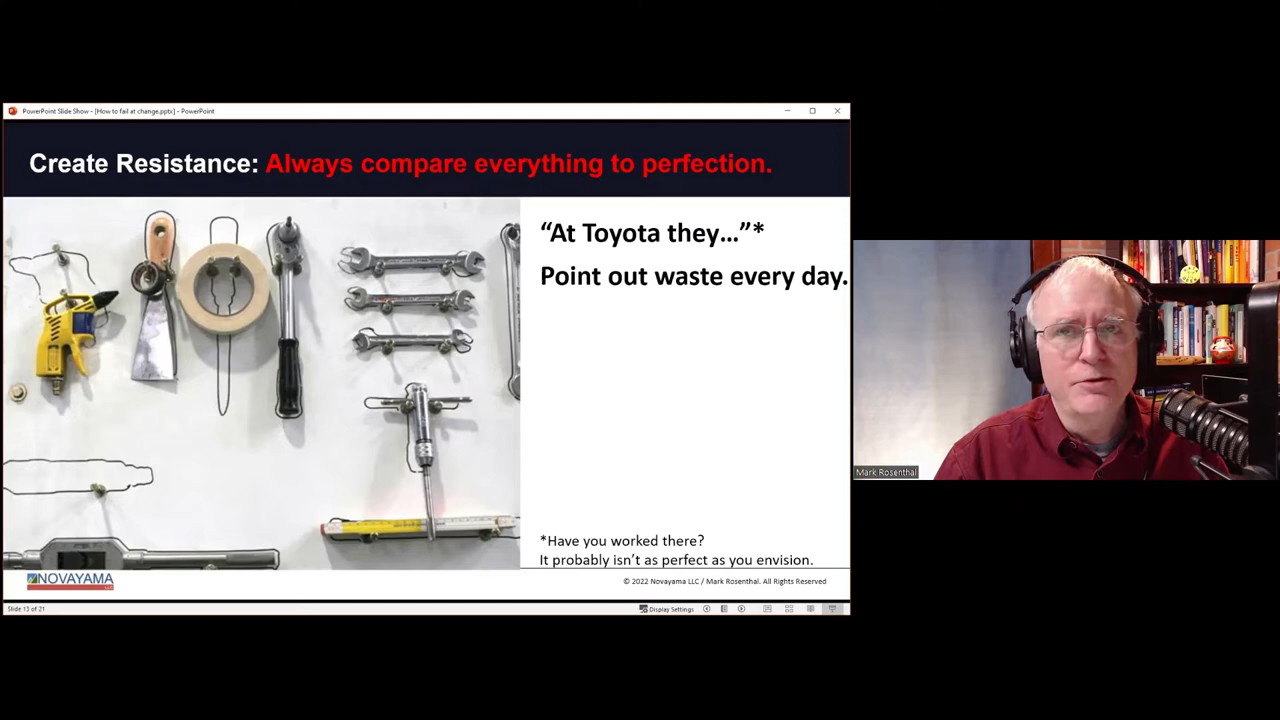 PowerPoint Slide Show - [How to fail at change.pptx] - PowerPoint
Create Resistance: Always compare everything to perfection.
“At Toyota they…”*
Point out waste every day.
*Have you worked there?
It probably isn’t as perfect as you envision.
NOVAYAMA
LLC
© 2022 Novayama LLC / Mark Rosenthal. All Rights Reserved
Slide 13 of 21
Display Settings
Mark Rosenthal